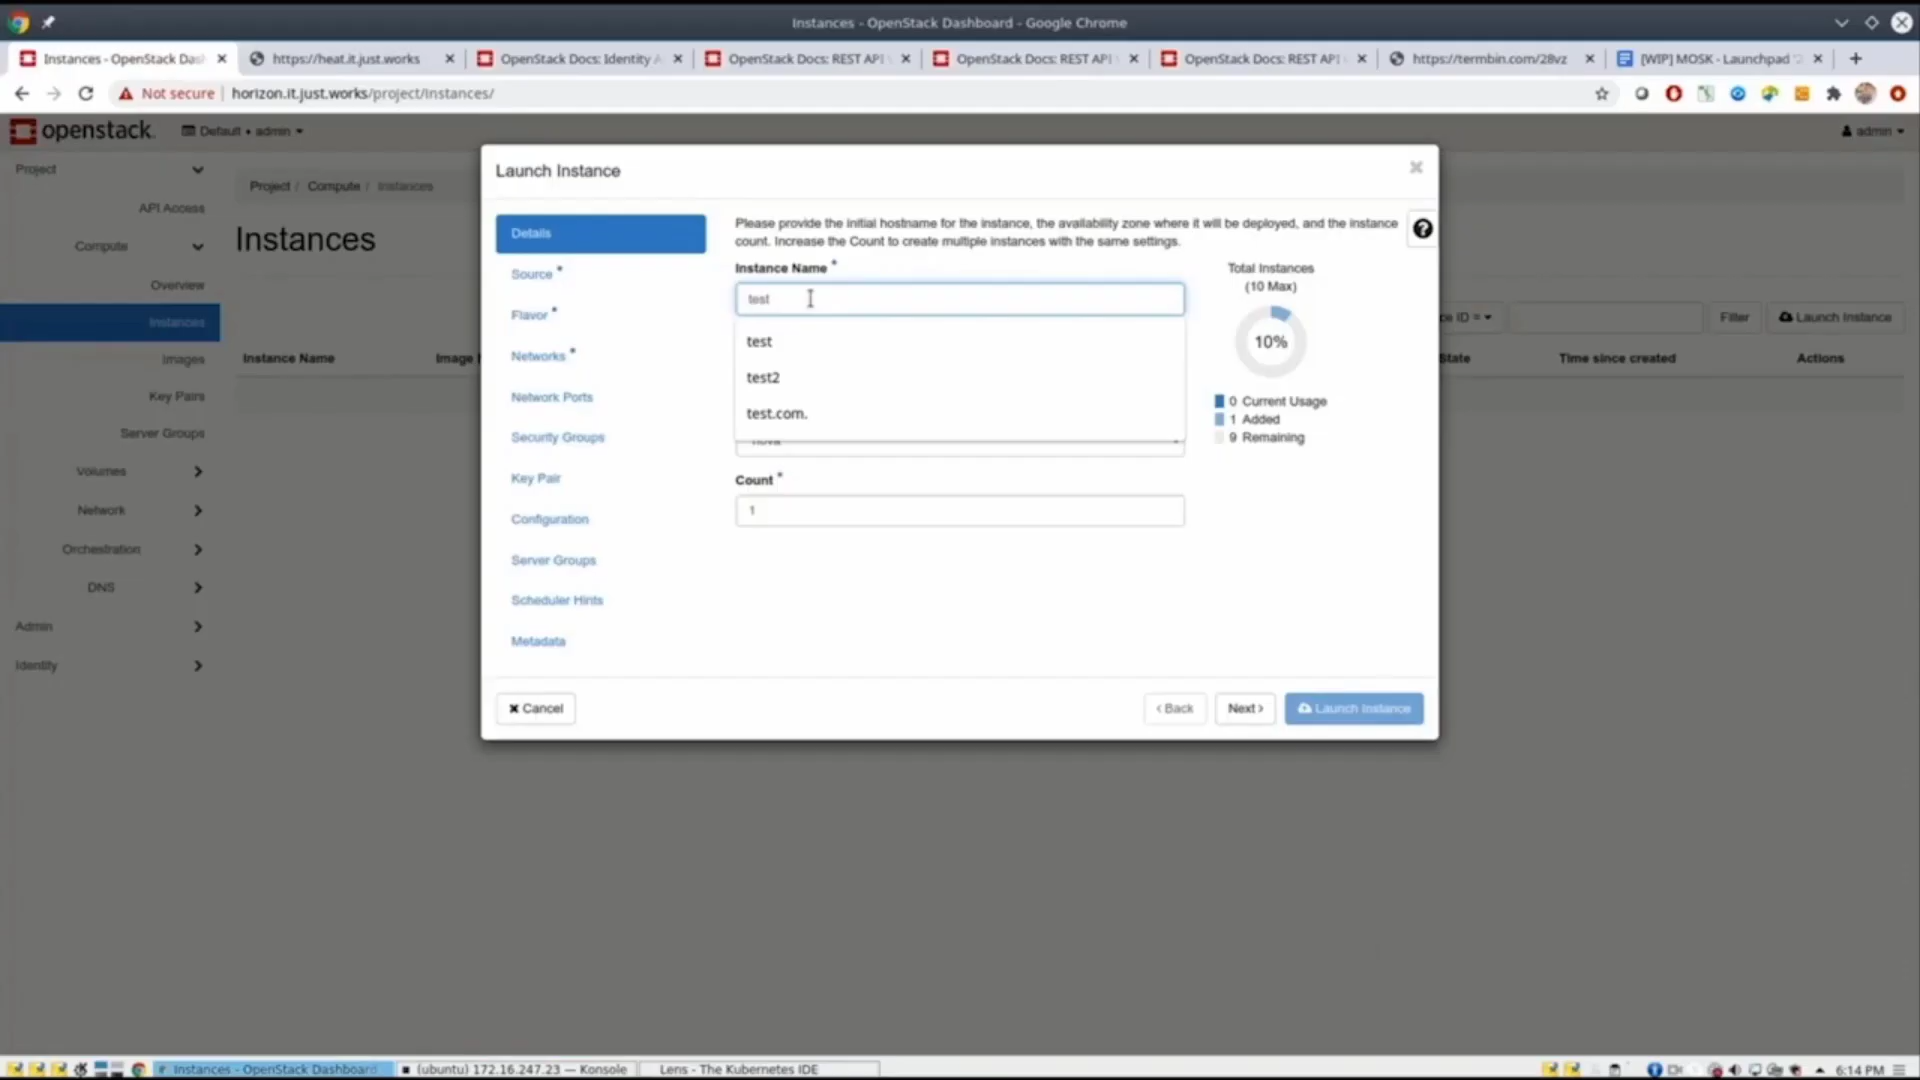 Instances - OpenStack Dashboard - Google Chrome
Instances - OpenStack Das
https://heat.it.just.works
OpenStack Docs: Identity A
OpenStack Docs: REST API
OpenStack Docs: REST API
OpenStack Docs: REST API
https://termbin.com/28vz
[WIP] MOSK - Launchpad '2
Not secure
horizon.it.just.works/project/instances/
openstack.
Default • admin
admin
Project
API Access
Compute
Overview
Instances
Images
Key Pairs
Server Groups
Volumes
Network
Orchestration
DNS
Admin
Identity
Project / Compute / Instances
Instances
ce ID =
Filter
Launch Instance
Instance Name
Image
State
Time since created
Actions
Launch Instance
Details
Source *
Flavor *
Networks *
Network Ports
Security Groups
Key Pair
Configuration
Server Groups
Scheduler Hints
Metadata
Please provide the initial hostname for the instance, the availability zone where it will be deployed, and the instance
count. Increase the Count to create multiple instances with the same settings.
Instance Name *
test
test
test2
test.com.
nova
Count *
1
Total Instances
(10 Max)
10%
0 Current Usage
1 Added
9 Remaining
Cancel
‹ Back
Next ›
Launch Instance
Instances - OpenStack Dashboard
(ubuntu) 172.16.247.23 — Konsole
Lens - The Kubernetes IDE
6:14 PM